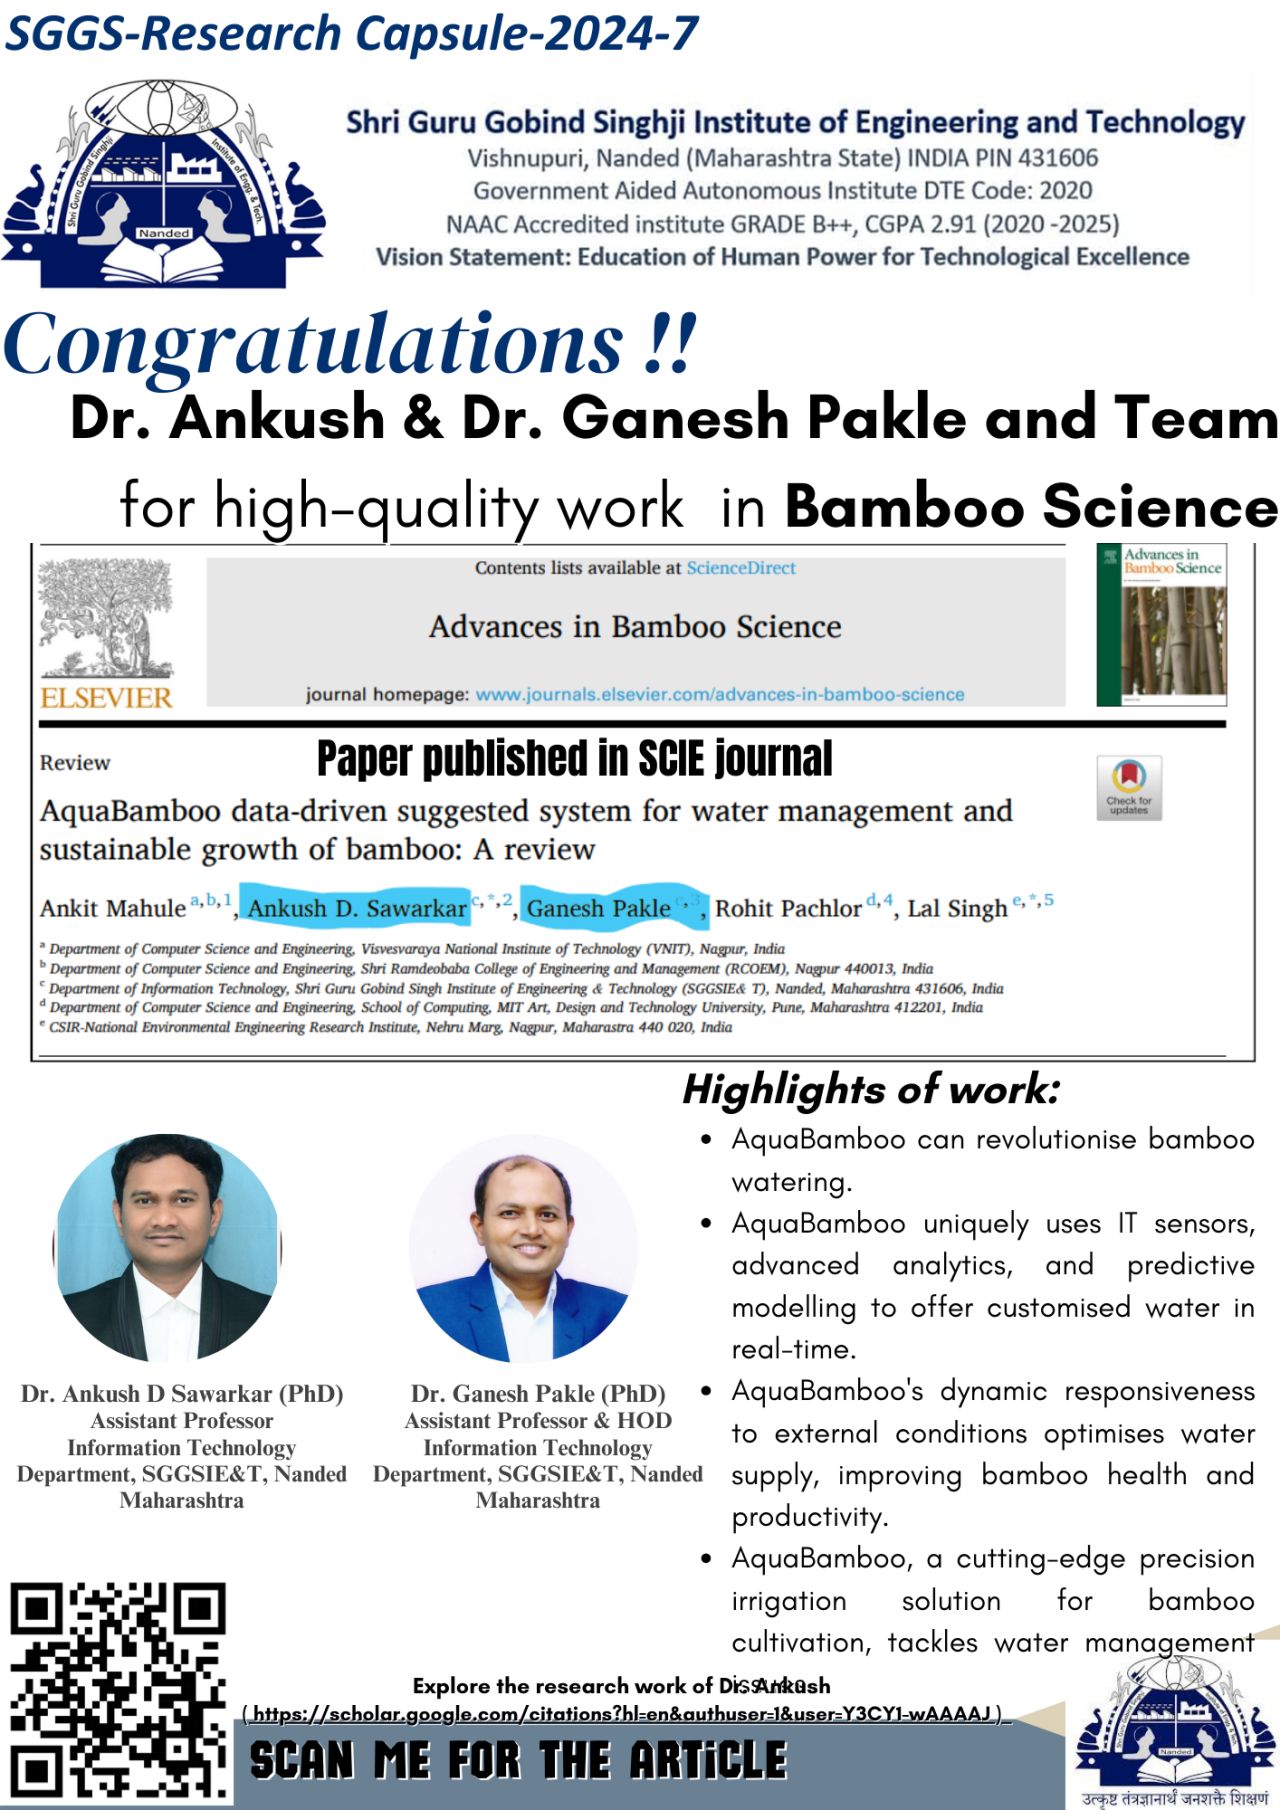 SGGS-Research Capsule-2024-7
Shri Guru Gobind Singhji Institute of Engg. & Tech.
Nanded
Shri Guru Gobind Singhji Institute of Engineering and Technology
Vishnupuri, Nanded (Maharashtra State) INDIA PIN 431606
Government Aided Autonomous Institute DTE Code: 2020
NAAC Accredited institute GRADE B++, CGPA 2.91 (2020 -2025)
Vision Statement: Education of Human Power for Technological Excellence
Congratulations !!
Dr. Ankush & Dr. Ganesh Pakle and Team
for high-quality work in Bamboo Science
Contents lists available at ScienceDirect
Advances in Bamboo Science
journal homepage: www.journals.elsevier.com/advances-in-bamboo-science
ELSEVIER
Advances in
Bamboo Science
Review
Paper published in SCIE journal
Check for
updates
AquaBamboo data-driven suggested system for water management and
sustainable growth of bamboo: A review
Ankit Mahule a,b,1, Ankush D. Sawarkar c,*,2, Ganesh Pakle c,3, Rohit Pachlor d,4, Lal Singh e,*,5
a Department of Computer Science and Engineering, Visvesvaraya National Institute of Technology (VNIT), Nagpur, India
b Department of Computer Science and Engineering, Shri Ramdeobaba College of Engineering and Management (RCOEM), Nagpur 440013, India
c Department of Information Technology, Shri Guru Gobind Singh Institute of Engineering & Technology (SGGSIE& T), Nanded, Maharashtra 431606, India
d Department of Computer Science and Engineering, School of Computing, MIT Art, Design and Technology University, Pune, Maharashtra 412201, India
e CSIR-National Environmental Engineering Research Institute, Nehru Marg, Nagpur, Maharastra 440 020, India
Highlights of work:
• AquaBamboo can revolutionise bamboo
watering.
• AquaBamboo uniquely uses IT sensors,
advanced analytics, and predictive
modelling to offer customised water in
real-time.
• AquaBamboo's dynamic responsiveness
to external conditions optimises water
supply, improving bamboo health and
productivity.
• AquaBamboo, a cutting-edge precision
irrigation solution for bamboo
cultivation, tackles water management
Dr. Ankush D Sawarkar (PhD)
Assistant Professor
Information Technology
Department, SGGSIE&T, Nanded
Maharashtra
Dr. Ganesh Pakle (PhD)
Assistant Professor & HOD
Information Technology
Department, SGGSIE&T, Nanded
Maharashtra
Explore the research work of Dr. Ankush
( https://scholar.google.com/citations?hl=en&authuser=1&user=Y3CY1-wAAAAJ )
SCAN ME FOR THE ARTiCLE
Nanded
उत्कृष्ट तंत्रज्ञानार्थं जनशक्तै शिक्षणं